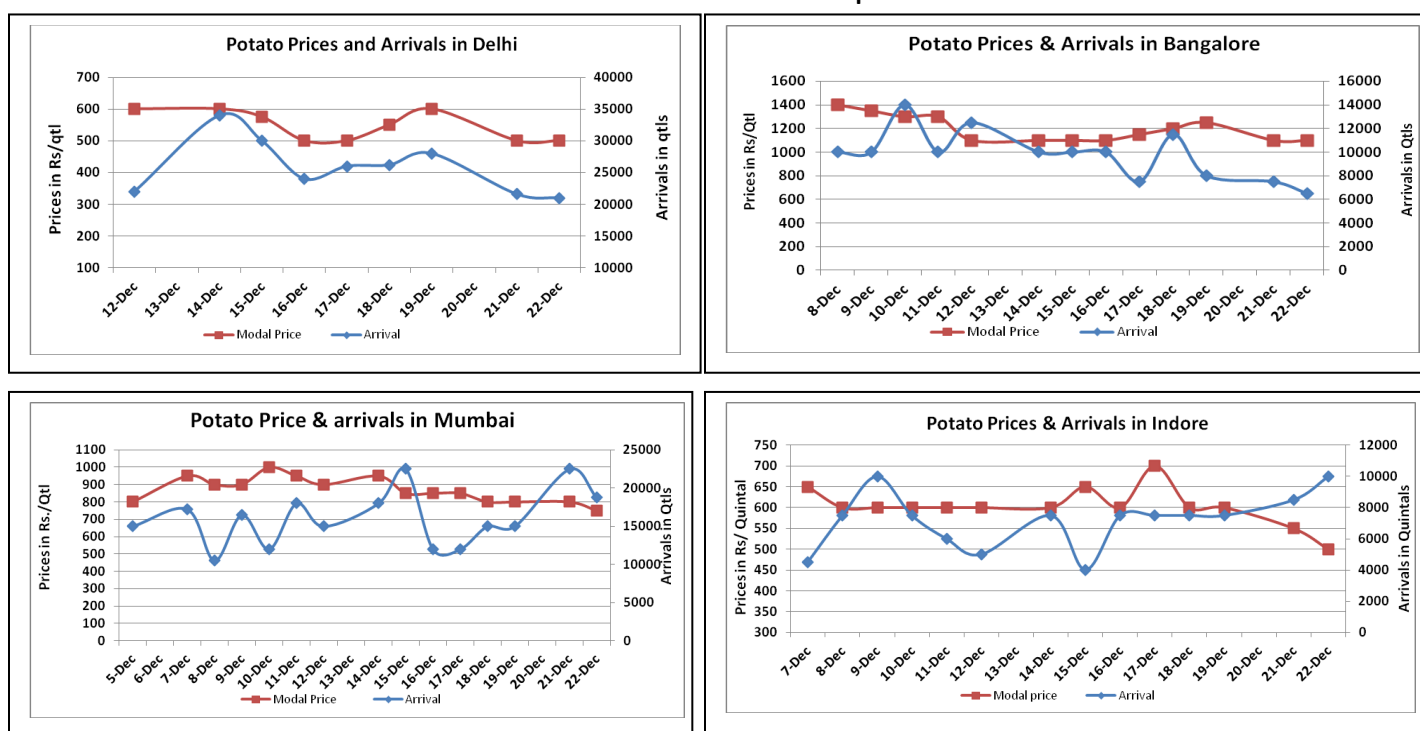 Potato Prices and Arrivals in Delhi
Prices in Rs/qtl
700
600
500
400
300
200
100
40000
35000
30000
25000
20000
15000
10000
Arrivals in qtls
12-Dec
13-Dec
14-Dec
15-Dec
16-Dec
17-Dec
18-Dec
19-Dec
20-Dec
21-Dec
22-Dec
Modal Price
Arrival
Potato Prices & Arrivals in Bangalore
Prices in Rs/Qtl
1600
1400
1200
1000
800
600
400
200
0
16000
14000
12000
10000
8000
6000
4000
2000
0
Arrivals in Qtls
8-Dec
9-Dec
10-Dec
11-Dec
12-Dec
13-Dec
14-Dec
15-Dec
16-Dec
17-Dec
18-Dec
19-Dec
20-Dec
21-Dec
22-Dec
Modal Price
Arrival
Potato Price & arrivals in Mumbai
Prices in Rs./Qtl
1100
1000
900
800
700
600
500
400
300
200
100
0
25000
20000
15000
10000
5000
0
Arrivals in Qtls
5-Dec
6-Dec
7-Dec
8-Dec
9-Dec
10-Dec
11-Dec
12-Dec
13-Dec
14-Dec
15-Dec
16-Dec
17-Dec
18-Dec
19-Dec
20-Dec
21-Dec
22-Dec
Modal Price
Arrival
Potato Prices & Arrivals in Indore
Prices in Rs/ Quintal
750
700
650
600
550
500
450
400
350
300
12000
10000
8000
6000
4000
2000
0
Arrivals in Quintals
7-Dec
8-Dec
9-Dec
10-Dec
11-Dec
12-Dec
13-Dec
14-Dec
15-Dec
16-Dec
17-Dec
18-Dec
19-Dec
20-Dec
21-Dec
22-Dec
Modal price
Arrival